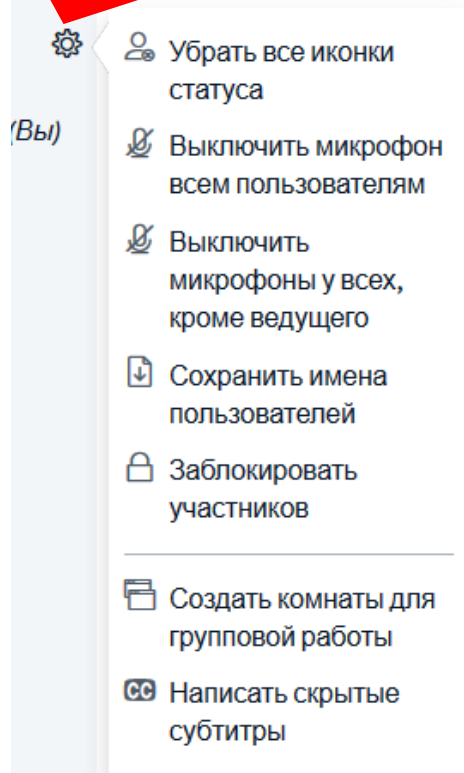 Убрать все иконки
статуса
(Вы)
Выключить микрофон
всем пользователям
Выключить
микрофоны у всех,
кроме ведущего
Сохранить имена
пользователей
Заблокировать
участников
Создать комнаты для
групповой работы
CC Написать скрытые
субтитры